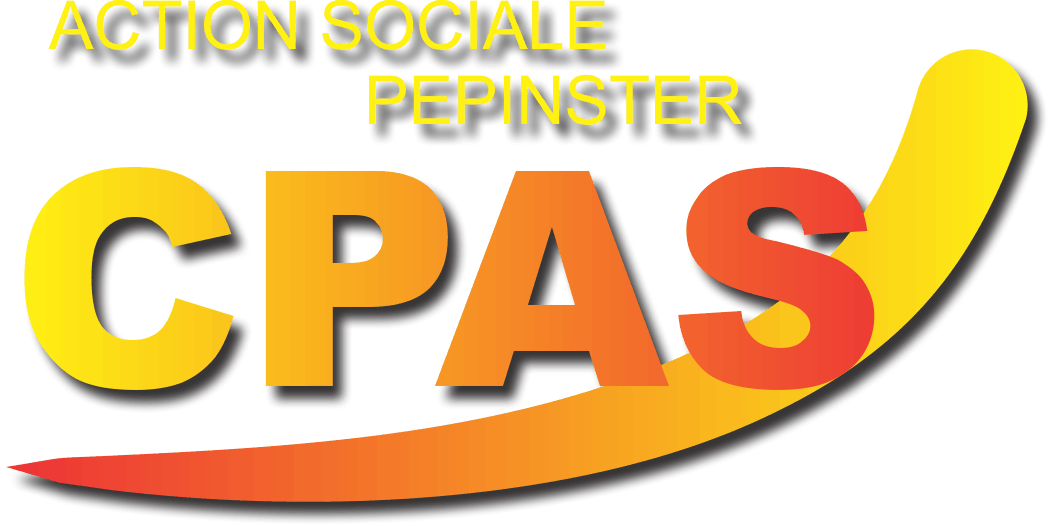 ACTION SOCIALE
PEPINSTER
CPAS